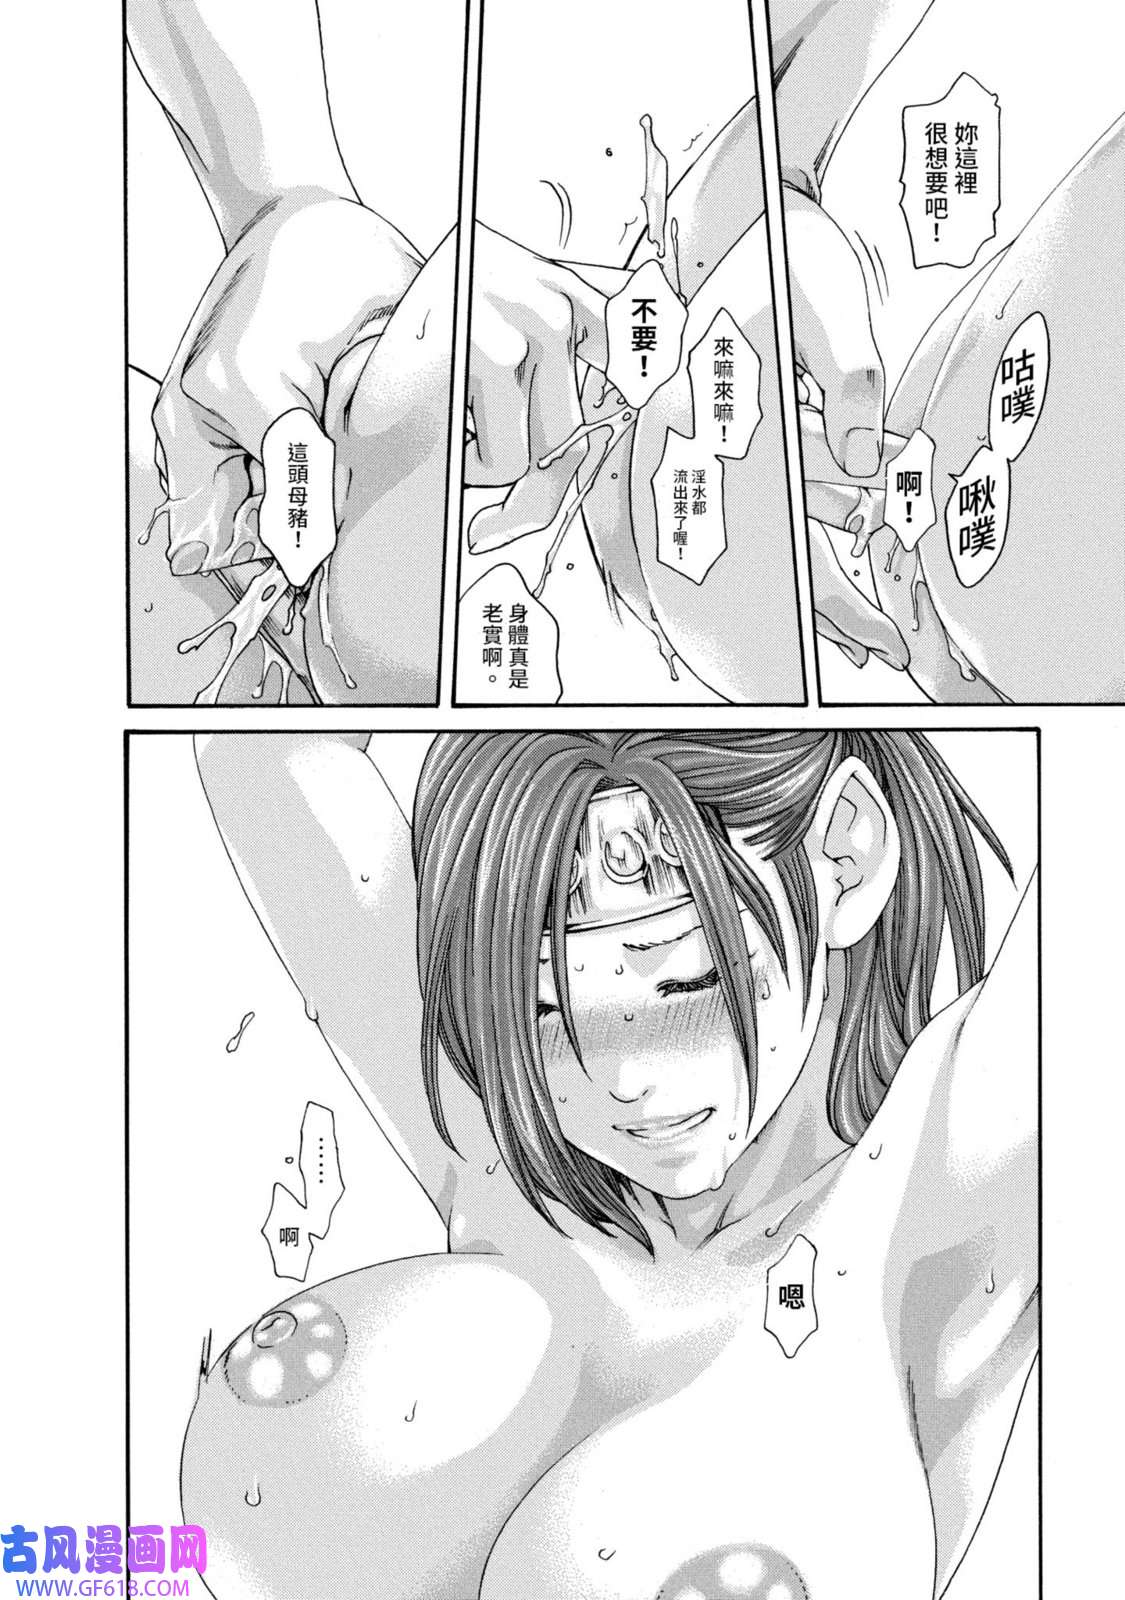 妳這裡
很想要吧！
咕噗
啾噗
啊！
不要！
來嘛來嘛！
淫水都
流出來了喔！
身體真是
老實啊。
這頭母豬！
嗯
……
啊
古风漫画网
WWW.GF618.COM